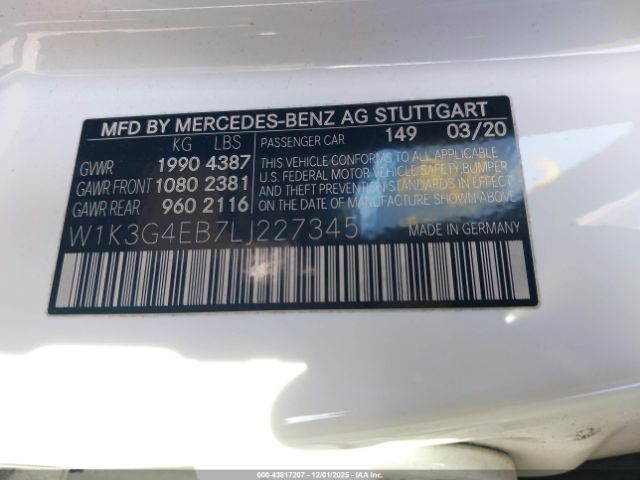 MFD BY MERCEDES-BENZ AG STUTTGART
KG LBS PASSENGER CAR 149 03/20
GVWR 1990 4387
GAWR FRONT 1080 2381
GAWR REAR 960 2116
THIS VEHICLE CONFORMS TO ALL APPLICABLE
U.S. FEDERAL MOTOR VEHICLE SAFETY, BUMPER
AND THEFT PREVENTION STANDARDS IN EFFECT
ON THE DATE OF MANUFACTURE SHOWN ABOVE.
W1K3G4EB7LJ227345
MADE IN GERMANY
000-43817207 - 12/01/2025 - COPART